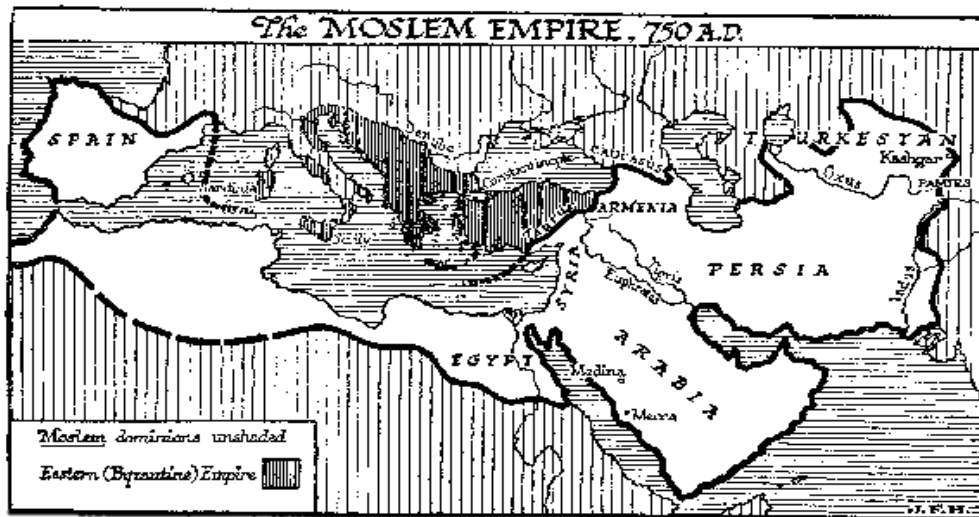 The MOSLEM EMPIRE, 750 A.D.
SPAIN
Danube
Constantinople
CAUCASUS
TURKESTAN
Kashgar
Oxus
PAMIRS
Sardinia
ARMENIA
Sicily
SYRIA
Tigris
Euphrates
PERSIA
Indus
EGYPT
ARABIA
Medina
Mecca
Moslem dominions unshaded
Eastern (Byzantine) Empire
J.F.H.